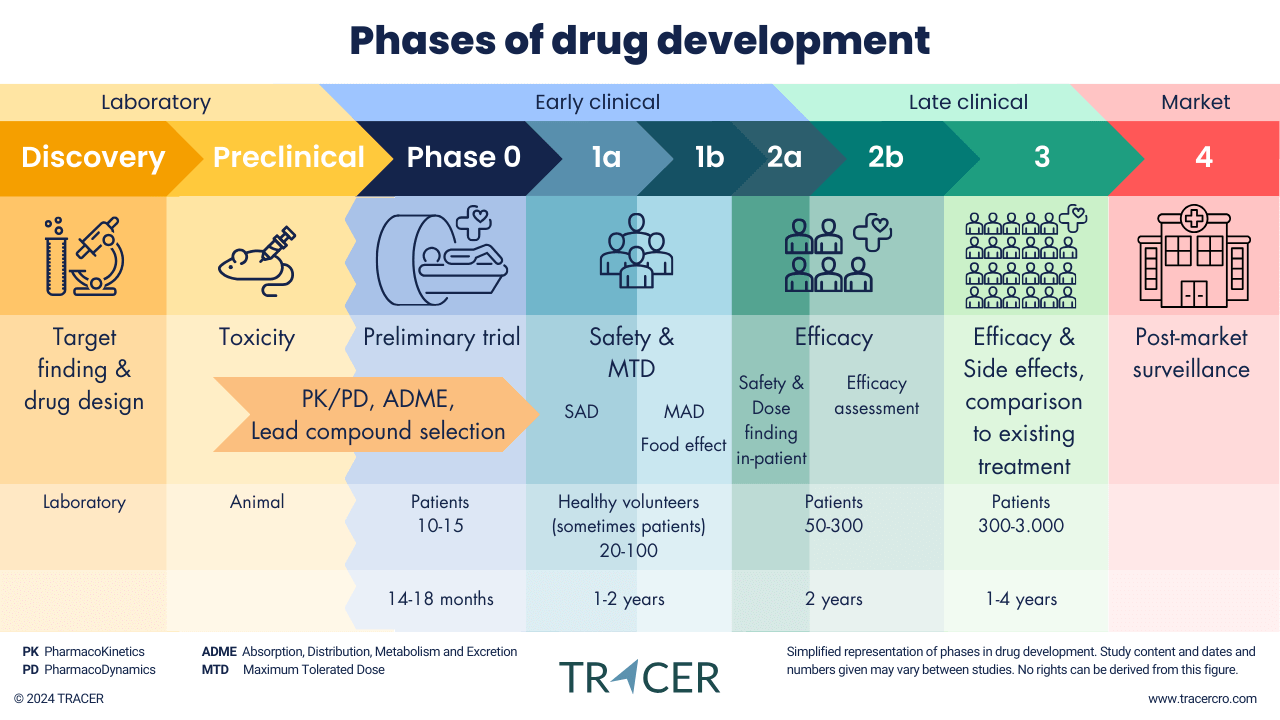 Phases of drug development
Laboratory
Early clinical
Late clinical
Market
Discovery
Preclinical
Phase 0
1a
1b
2a
2b
3
4
Target
finding &
drug design
Toxicity
Preliminary trial
PK/PD, ADME,
Lead compound selection
Safety &
MTD
SAD
MAD
Food effect
Efficacy
Safety &
Dose
finding
in-patient
Efficacy
assessment
Efficacy &
Side effects,
comparison
to existing
treatment
Post-market
surveillance
Laboratory
Animal
Patients
10-15
Healthy volunteers
(sometimes patients)
20-100
Patients
50-300
Patients
300-3.000
14-18 months
1-2 years
2 years
1-4 years
PK PharmacoKinetics
PD PharmacoDynamics
ADME Absorption, Distribution, Metabolism and Excretion
MTD Maximum Tolerated Dose
TRACER
Simplified representation of phases in drug development. Study content and dates and
numbers given may vary between studies. No rights can be derived from this figure.
© 2024 TRACER
www.tracercro.com